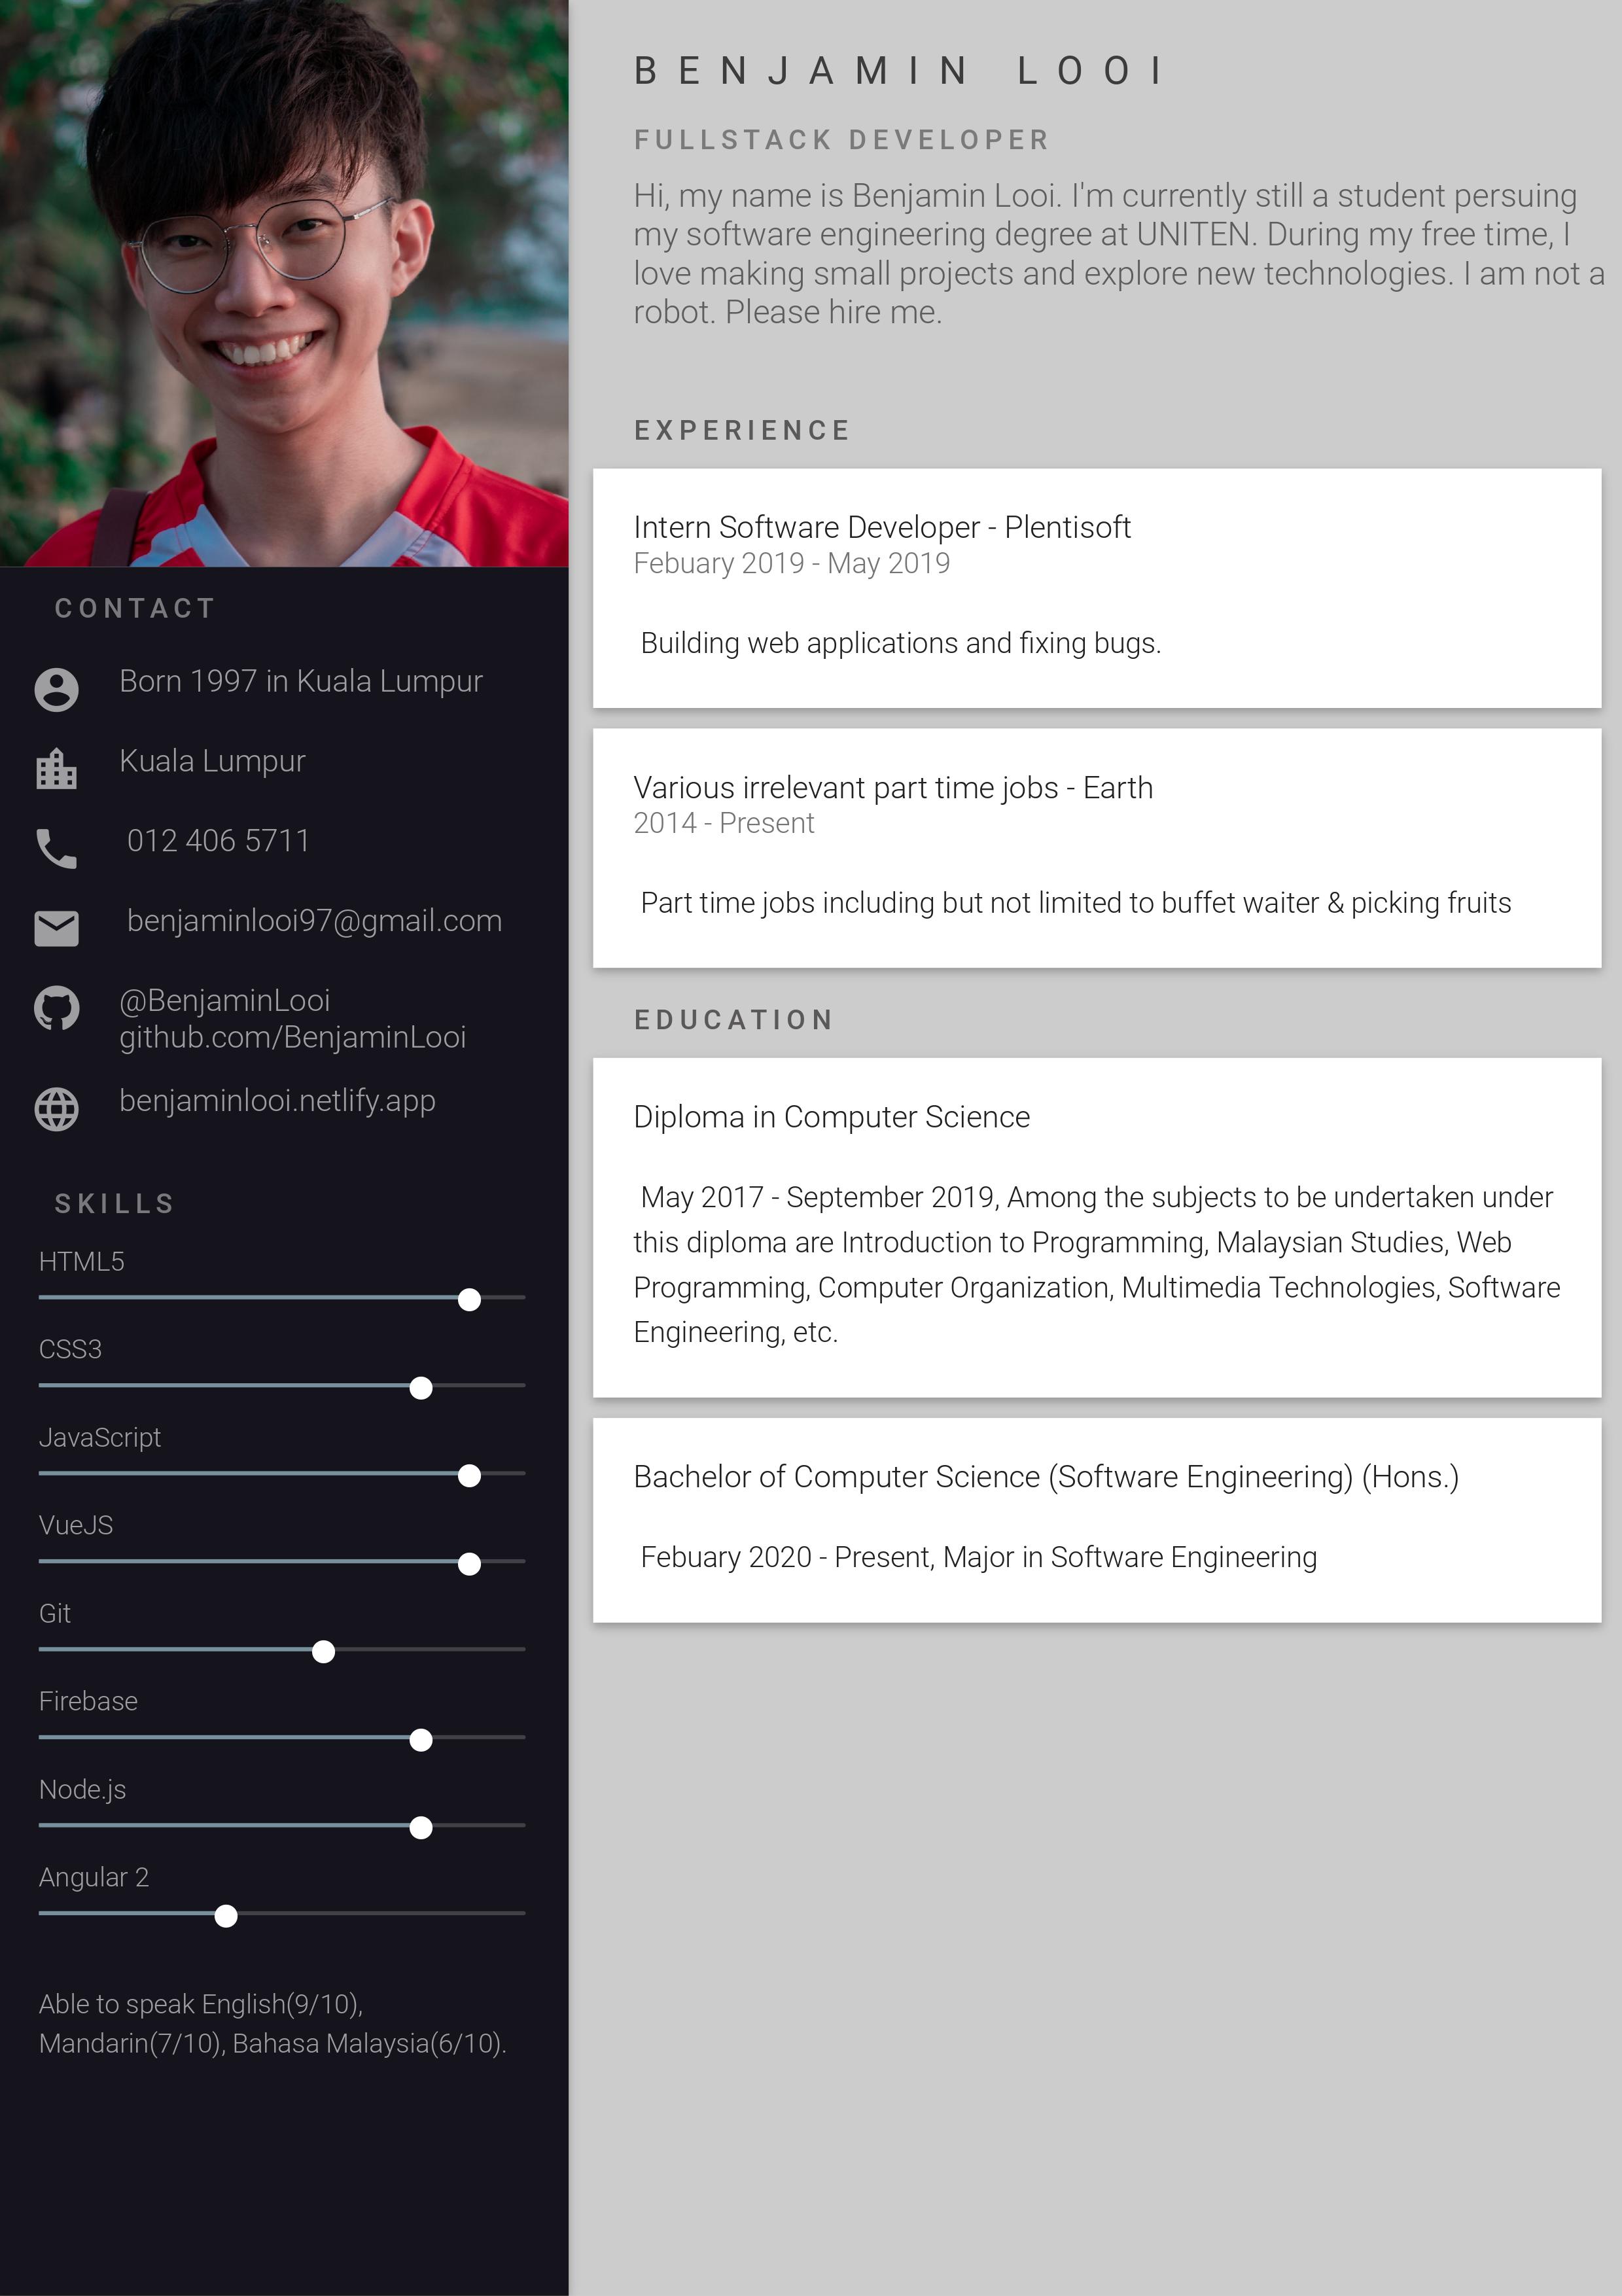 BENJAMIN LOOI
FULLSTACK DEVELOPER
Hi, my name is Benjamin Looi. I'm currently still a student persuing
my software engineering degree at UNITEN. During my free time, I
love making small projects and explore new technologies. I am not a
robot. Please hire me.
EXPERIENCE
Intern Software Developer - Plentisoft
Febuary 2019 - May 2019
Building web applications and fixing bugs.
Various irrelevant part time jobs - Earth
2014 - Present
Part time jobs including but not limited to buffet waiter & picking fruits
EDUCATION
Diploma in Computer Science
May 2017 - September 2019, Among the subjects to be undertaken under
this diploma are Introduction to Programming, Malaysian Studies, Web
Programming, Computer Organization, Multimedia Technologies, Software
Engineering, etc.
Bachelor of Computer Science (Software Engineering) (Hons.)
Febuary 2020 - Present, Major in Software Engineering
CONTACT
Born 1997 in Kuala Lumpur
Kuala Lumpur
012 406 5711
benjaminlooi97@gmail.com
@BenjaminLooi
github.com/BenjaminLooi
benjaminlooi.netlify.app
SKILLS
HTML5
CSS3
JavaScript
VueJS
Git
Firebase
Node.js
Angular 2
Able to speak English(9/10),
Mandarin(7/10), Bahasa Malaysia(6/10).